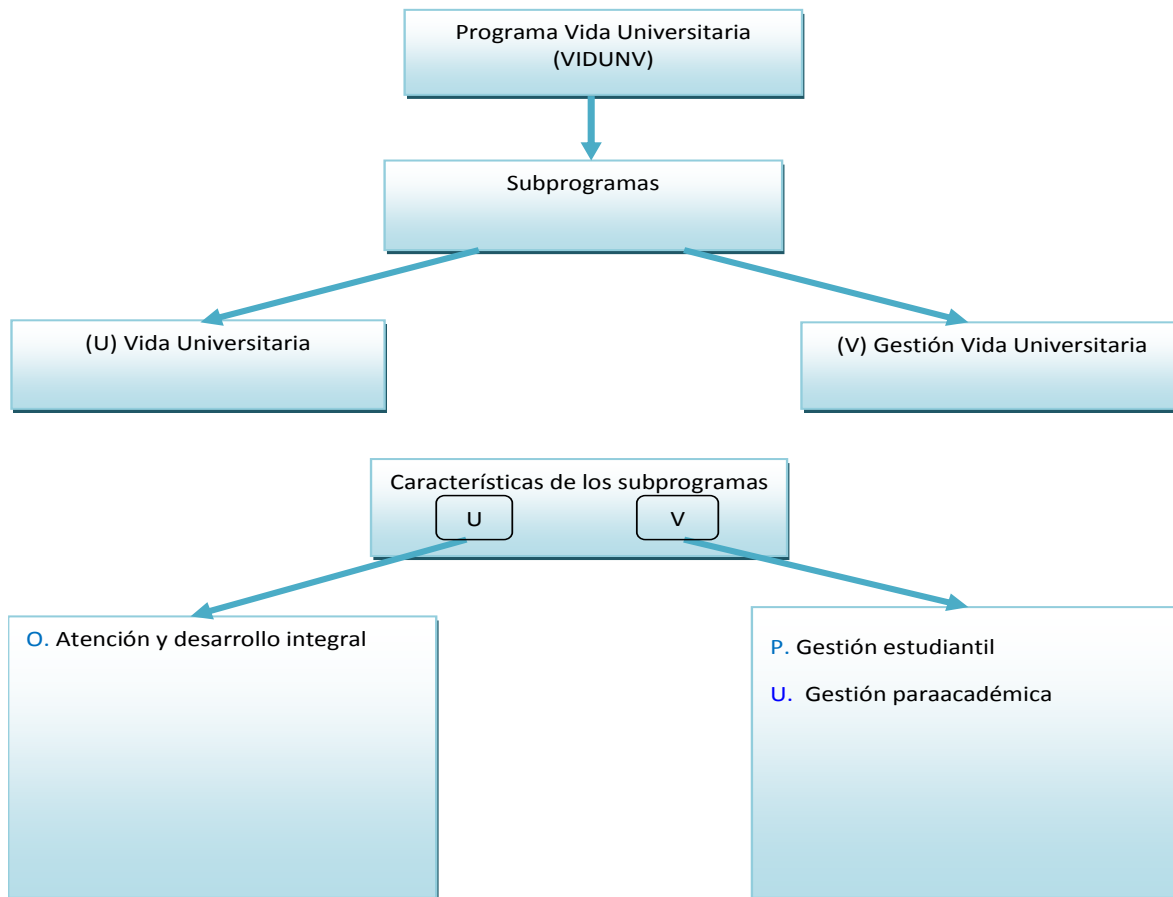 Programa Vida Universitaria
(VIDUNV)
Subprogramas
(U) Vida Universitaria
(V) Gestión Vida Universitaria
Características de los subprogramas
U
V
O. Atención y desarrollo integral
P. Gestión estudiantil
U. Gestión paraacadémica